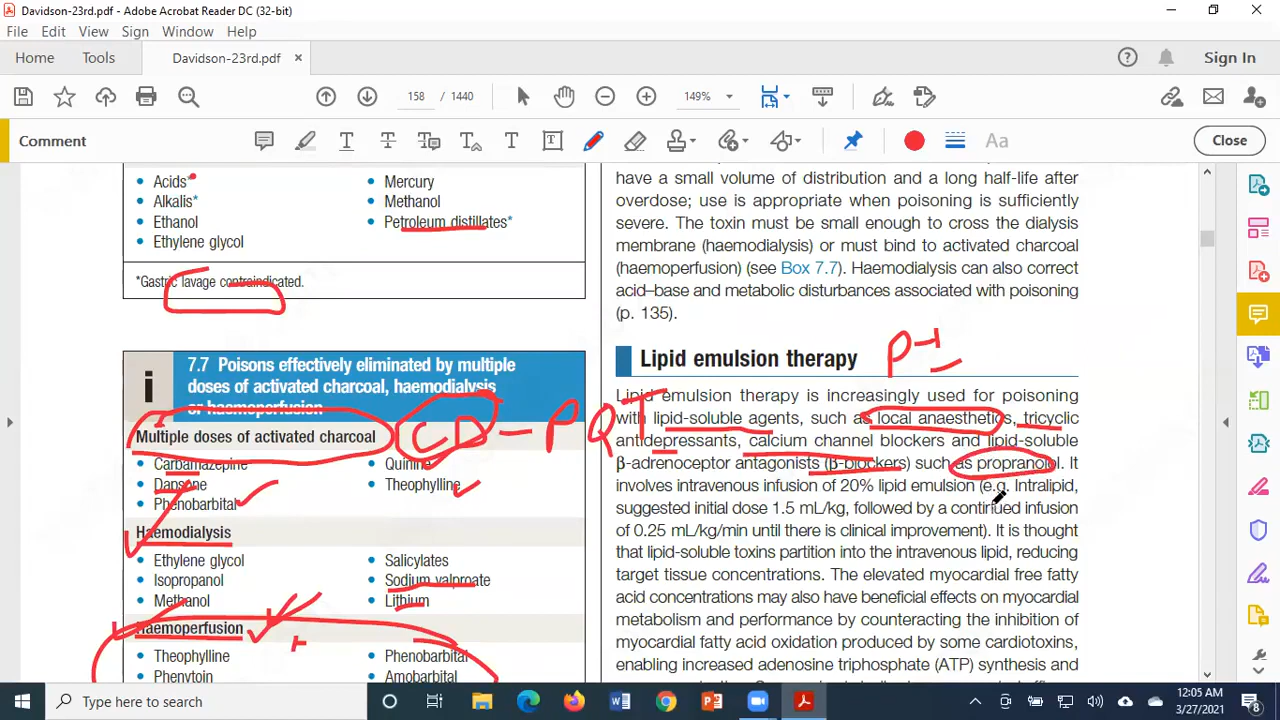 Davidson-23rd.pdf - Adobe Acrobat Reader DC (32-bit)
File Edit View Sign Window Help
Home Tools Davidson-23rd.pdf × Sign In
158 / 1440 149%
Comment Close
Acids*
Alkalis*
Ethanol
Ethylene glycol
Mercury
Methanol
Petroleum distillates*
*Gastric lavage contraindicated.
i
7.7 Poisons effectively eliminated by multiple
doses of activated charcoal, haemodialysis
or haemoperfusion
Multiple doses of activated charcoal
CD-PQT
Carbamazepine
Dapsone
Phenobarbital
Quinine
Theophylline
Haemodialysis
Ethylene glycol
Isopropanol
Methanol
Salicylates
Sodium valproate
Lithium
Haemoperfusion
Theophylline
Phenytoin
Phenobarbital
Amobarbital
have a small volume of distribution and a long half-life after
overdose; use is appropriate when poisoning is sufficiently
severe. The toxin must be small enough to cross the dialysis
membrane (haemodialysis) or must bind to activated charcoal
(haemoperfusion) (see Box 7.7). Haemodialysis can also correct
acid–base and metabolic disturbances associated with poisoning
(p. 135).
Lipid emulsion therapy
Lipid emulsion therapy is increasingly used for poisoning
with lipid-soluble agents, such as local anaesthetics, tricyclic
antidepressants, calcium channel blockers and lipid-soluble
β-adrenoceptor antagonists (β-blockers) such as propranolol. It
involves intravenous infusion of 20% lipid emulsion (e.g. Intralipid,
suggested initial dose 1.5 mL/kg, followed by a continued infusion
of 0.25 mL/kg/min until there is clinical improvement). It is thought
that lipid-soluble toxins partition into the intravenous lipid, reducing
target tissue concentrations. The elevated myocardial free fatty
acid concentrations may also have beneficial effects on myocardial
metabolism and performance by counteracting the inhibition of
myocardial fatty acid oxidation produced by some cardiotoxins,
enabling increased adenosine triphosphate (ATP) synthesis and
Type here to search
12:05 AM
3/27/2021
8